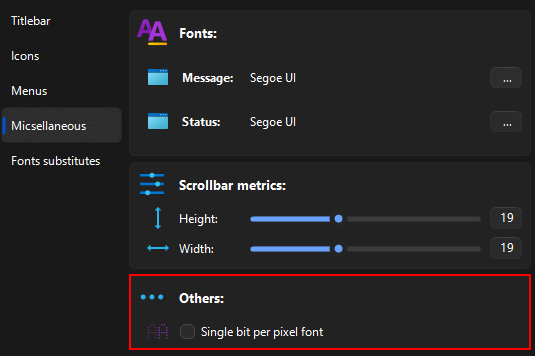 Titlebar
Icons
Menus
Micsellaneous
Fonts substitutes
Fonts:
Message: Segoe UI ...
Status: Segoe UI ...
Scrollbar metrics:
Height: 19
Width: 19
Others:
Single bit per pixel font